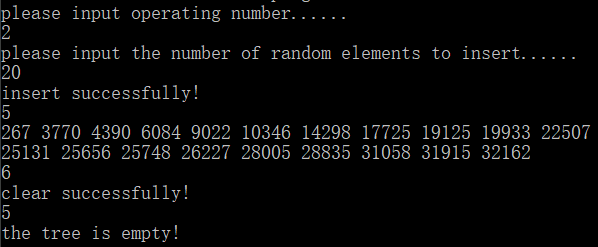 please input operating number......
2
please input the number of random elements to insert......
20
insert successfully!
5
267 3770 4390 6084 9022 10346 14298 17725 19125 19933 22507
25131 25656 25748 26227 28005 28835 31058 31915 32162
6
clear successfully!
5
the tree is empty!